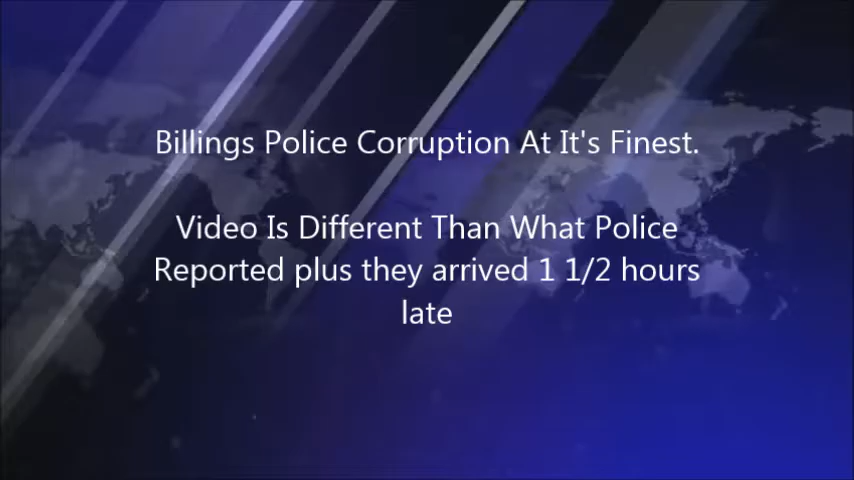 Billings Police Corruption At It's Finest.
Video Is Different Than What Police
Reported plus they arrived 1 1/2 hours
late